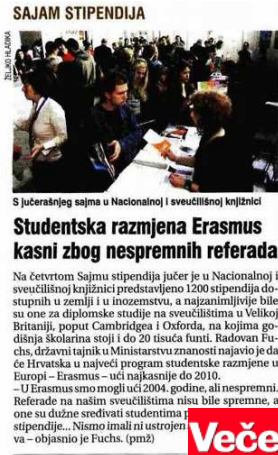 SAJAM STIPENDIJA
ŽELJKO HLADIKA
S jučerašnjeg sajma u Nacionalnoj i sveučilišnoj knjižnici
Studentska razmjena Erasmus
kasni zbog nespremnih referada
Na četvrtom Sajmu stipendija jučer je u Nacionalnoj i
sveučilišnoj knjižnici predstavljeno 1200 stipendija do-
stupnih u zemlji i u inozemstvu, a najzanimljivije bile
su one za diplomske studije na sveučilištima u Velikoj
Britaniji, poput Cambridgea i Oxforda, na kojima go-
dišnja školarina stoji i do 20 tisuća funti. Radovan Fu-
chs, državni tajnik u Ministarstvu znanosti najavio je da
će Hrvatska u najveći program studentske razmjene u
Europi – Erasmus – ući najkasnije do 2010.
– U Erasmus smo mogli ući 2004. godine, ali nespremni.
Referade na našim sveučilištima nisu bile spremne, a
one su dužne sređivati studentima
stipendije... Nismo imali ni ustrojen
va – objasnio je Fuchs. (pmž)
Veče